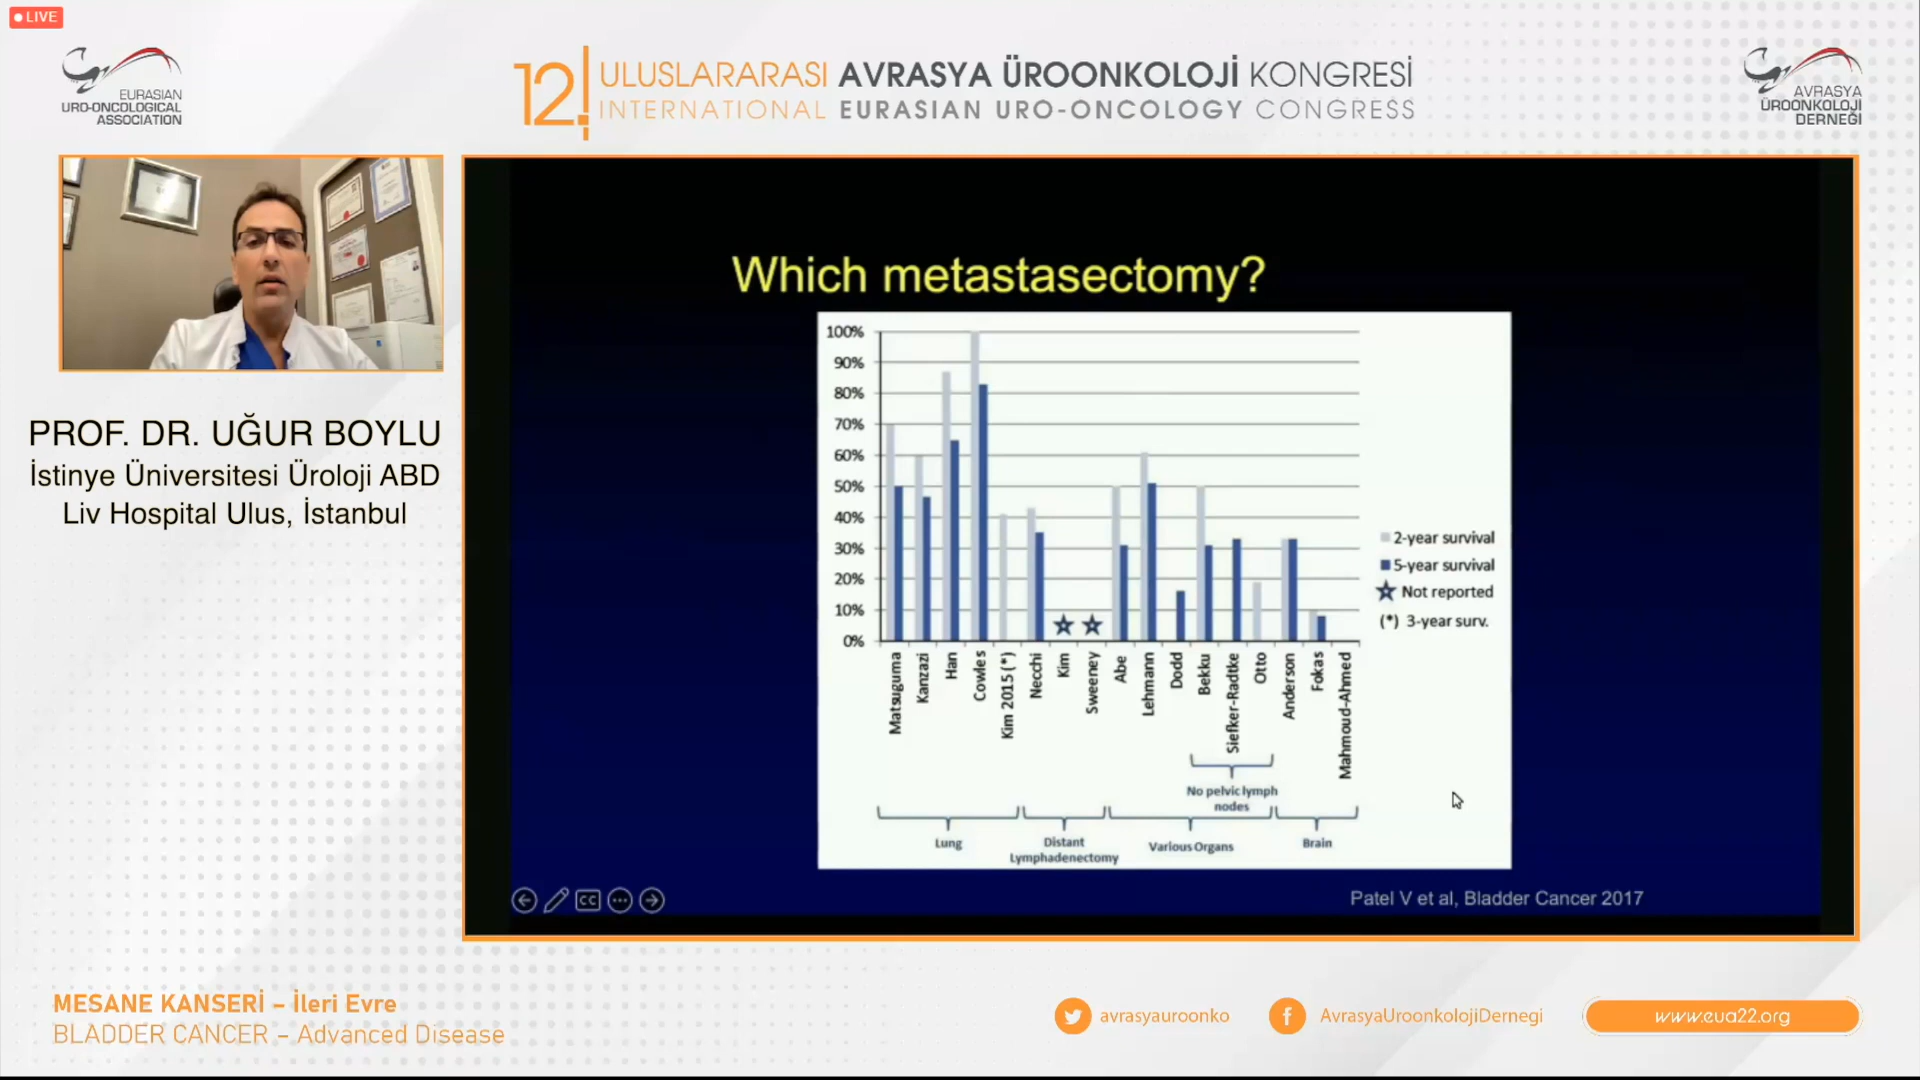 LIVE
EURASIAN
URO-ONCOLOGICAL
ASSOCIATION
12. ULUSLARARASI AVRASYA ÜROONKOLOJİ KONGRESİ
INTERNATIONAL EURASIAN URO-ONCOLOGY CONGRESS
AVRASYA
ÜROONKOLOJİ
DERNEĞİ
PROF. DR. UĞUR BOYLU
İstinye Üniversitesi Üroloji ABD
Liv Hospital Ulus, İstanbul
Which metastasectomy?
100%
90%
80%
70%
60%
50%
40%
30%
20%
10%
0%
Matsuguma
Kanzazi
Han
Cowles
Kim 2015 (*)
Necchi
Kim
Sweeney
Abe
Lehmann
Dodd
Bekku
Siefker-Radtke
Otto
Anderson
Fokas
Mahmoud-Ahmed
2-year survival
5-year survival
Not reported
(*) 3-year surv.
No pelvic lymph
nodes
Lung
Distant
Lymphadenectomy
Various Organs
Brain
CC
Patel V et al, Bladder Cancer 2017
MESANE KANSERİ – İleri Evre
BLADDER CANCER – Advanced Disease
avrasyauroonko
AvrasyaUroonkolojiDernegi
www.eua22.org